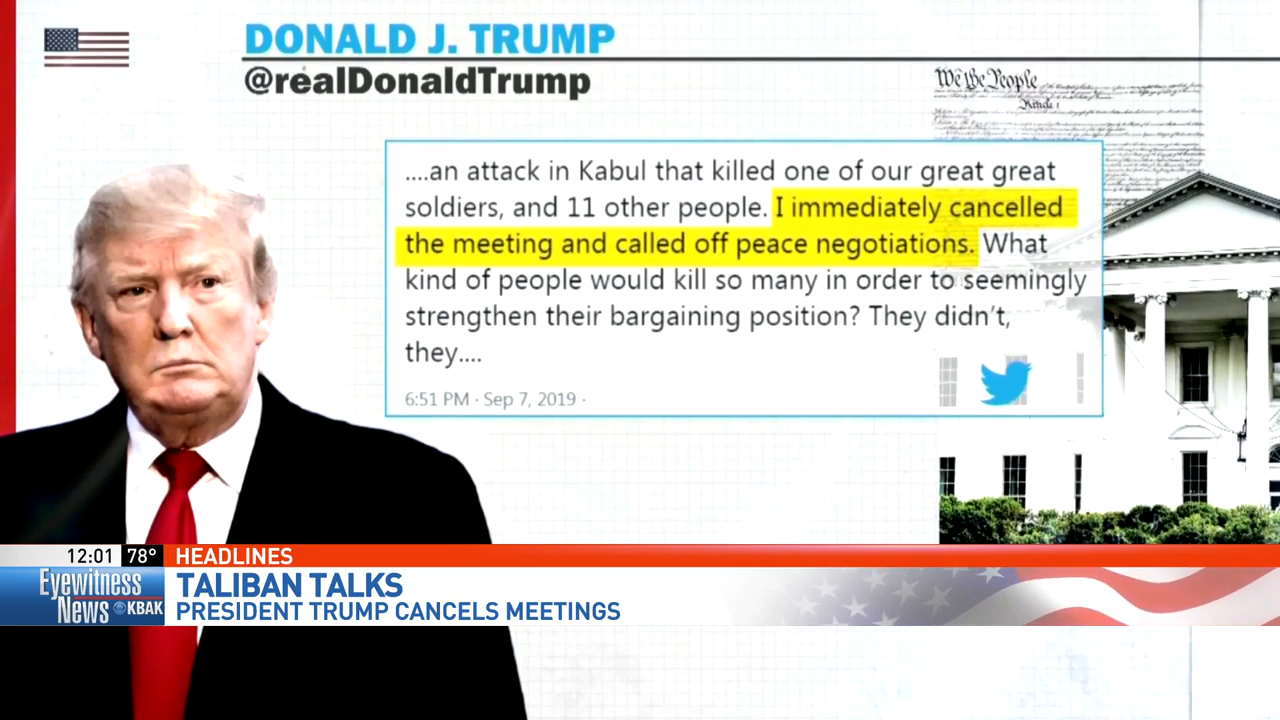 DONALD J. TRUMP
@realDonaldTrump
We the People
....an attack in Kabul that killed one of our great great
soldiers, and 11 other people. I immediately cancelled
the meeting and called off peace negotiations. What
kind of people would kill so many in order to seemingly
strengthen their bargaining position? They didn't,
they....
6:51 PM · Sep 7, 2019 ·
12:01 78° HEADLINES
Eyewitness
News CBS KBAK
TALIBAN TALKS
PRESIDENT TRUMP CANCELS MEETINGS